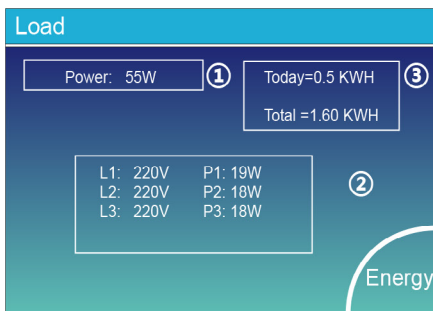 Load
Power: 55W ①
Today=0.5 KWH ③
Total =1.60 KWH
L1: 220V P1: 19W
L2: 220V P2: 18W
L3: 220V P3: 18W
②
Energy